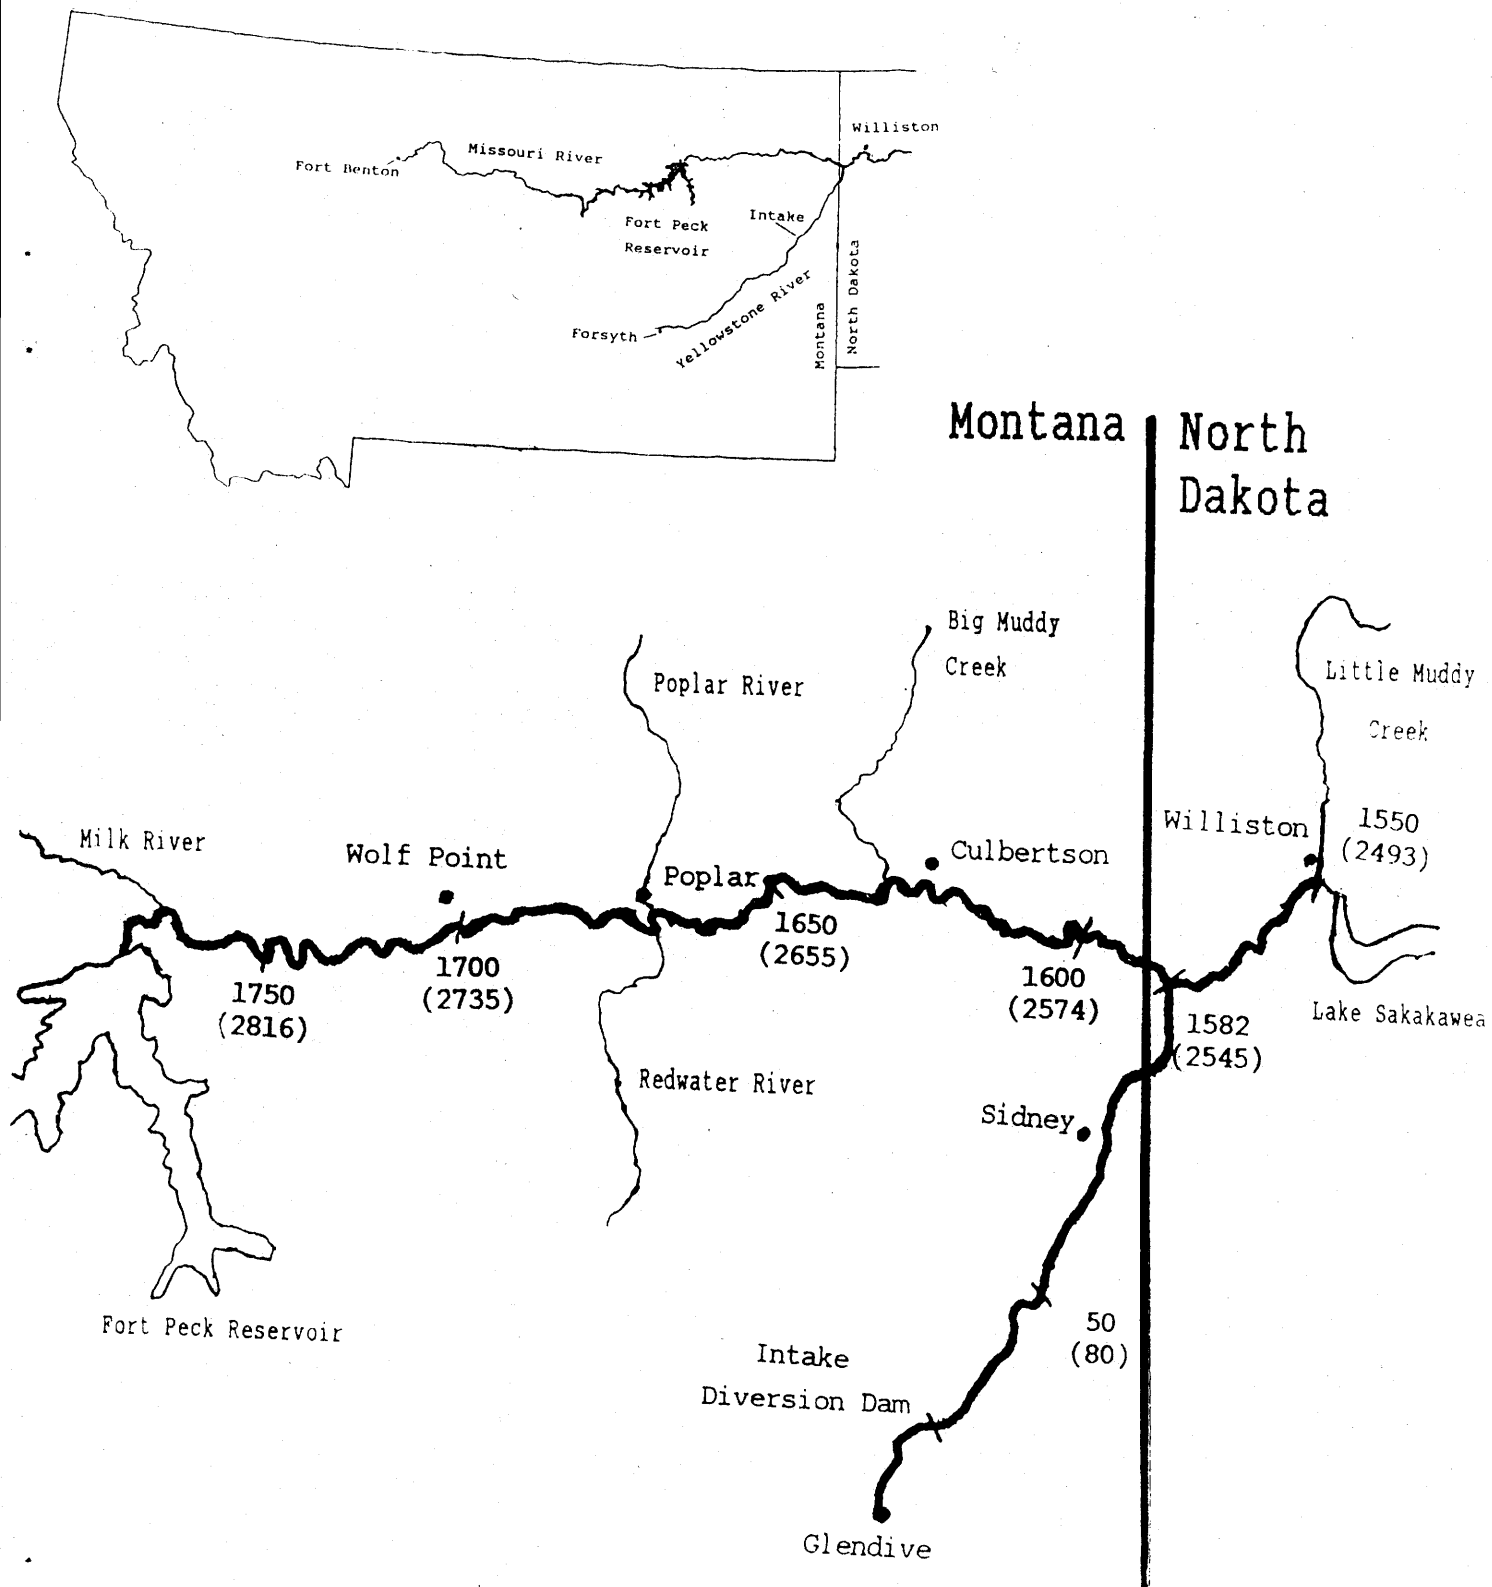 Williston
Missouri River
Fort Benton
Fort Peck
Reservoir
Intake
Yellowstone River
Forsyth
Montana
North Dakota
Montana
North
Dakota
Big Muddy
Creek
Poplar River
Little Muddy
Creek
Milk River
Wolf Point
Poplar
Culbertson
Williston
1550
(2493)
1650
(2655)
1700
(2735)
1750
(2816)
1600
(2574)
Lake Sakakawea
1582
(2545)
Redwater River
Sidney
Fort Peck Reservoir
50
(80)
Intake
Diversion Dam
Glendive